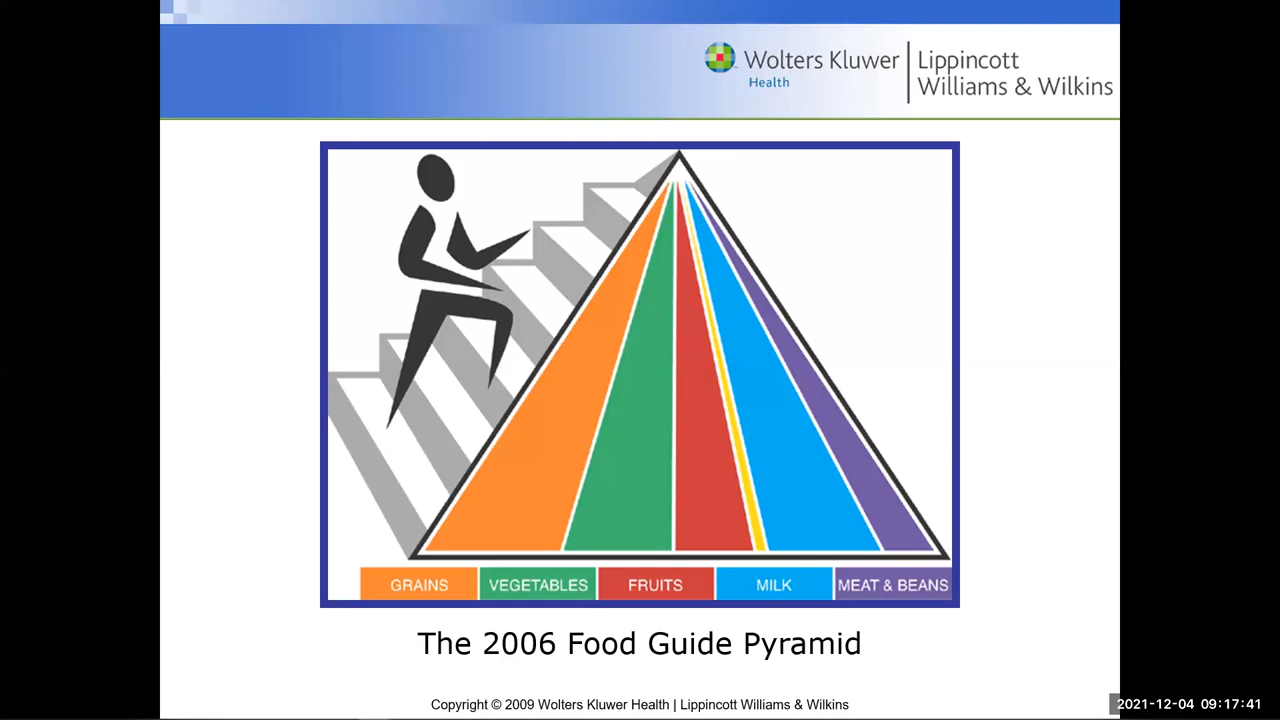 Wolters Kluwer
Health
Lippincott
Williams & Wilkins
GRAINS
VEGETABLES
FRUITS
MILK
MEAT & BEANS
The 2006 Food Guide Pyramid
Copyright © 2009 Wolters Kluwer Health | Lippincott Williams & Wilkins
2021-12-04 09:17:41